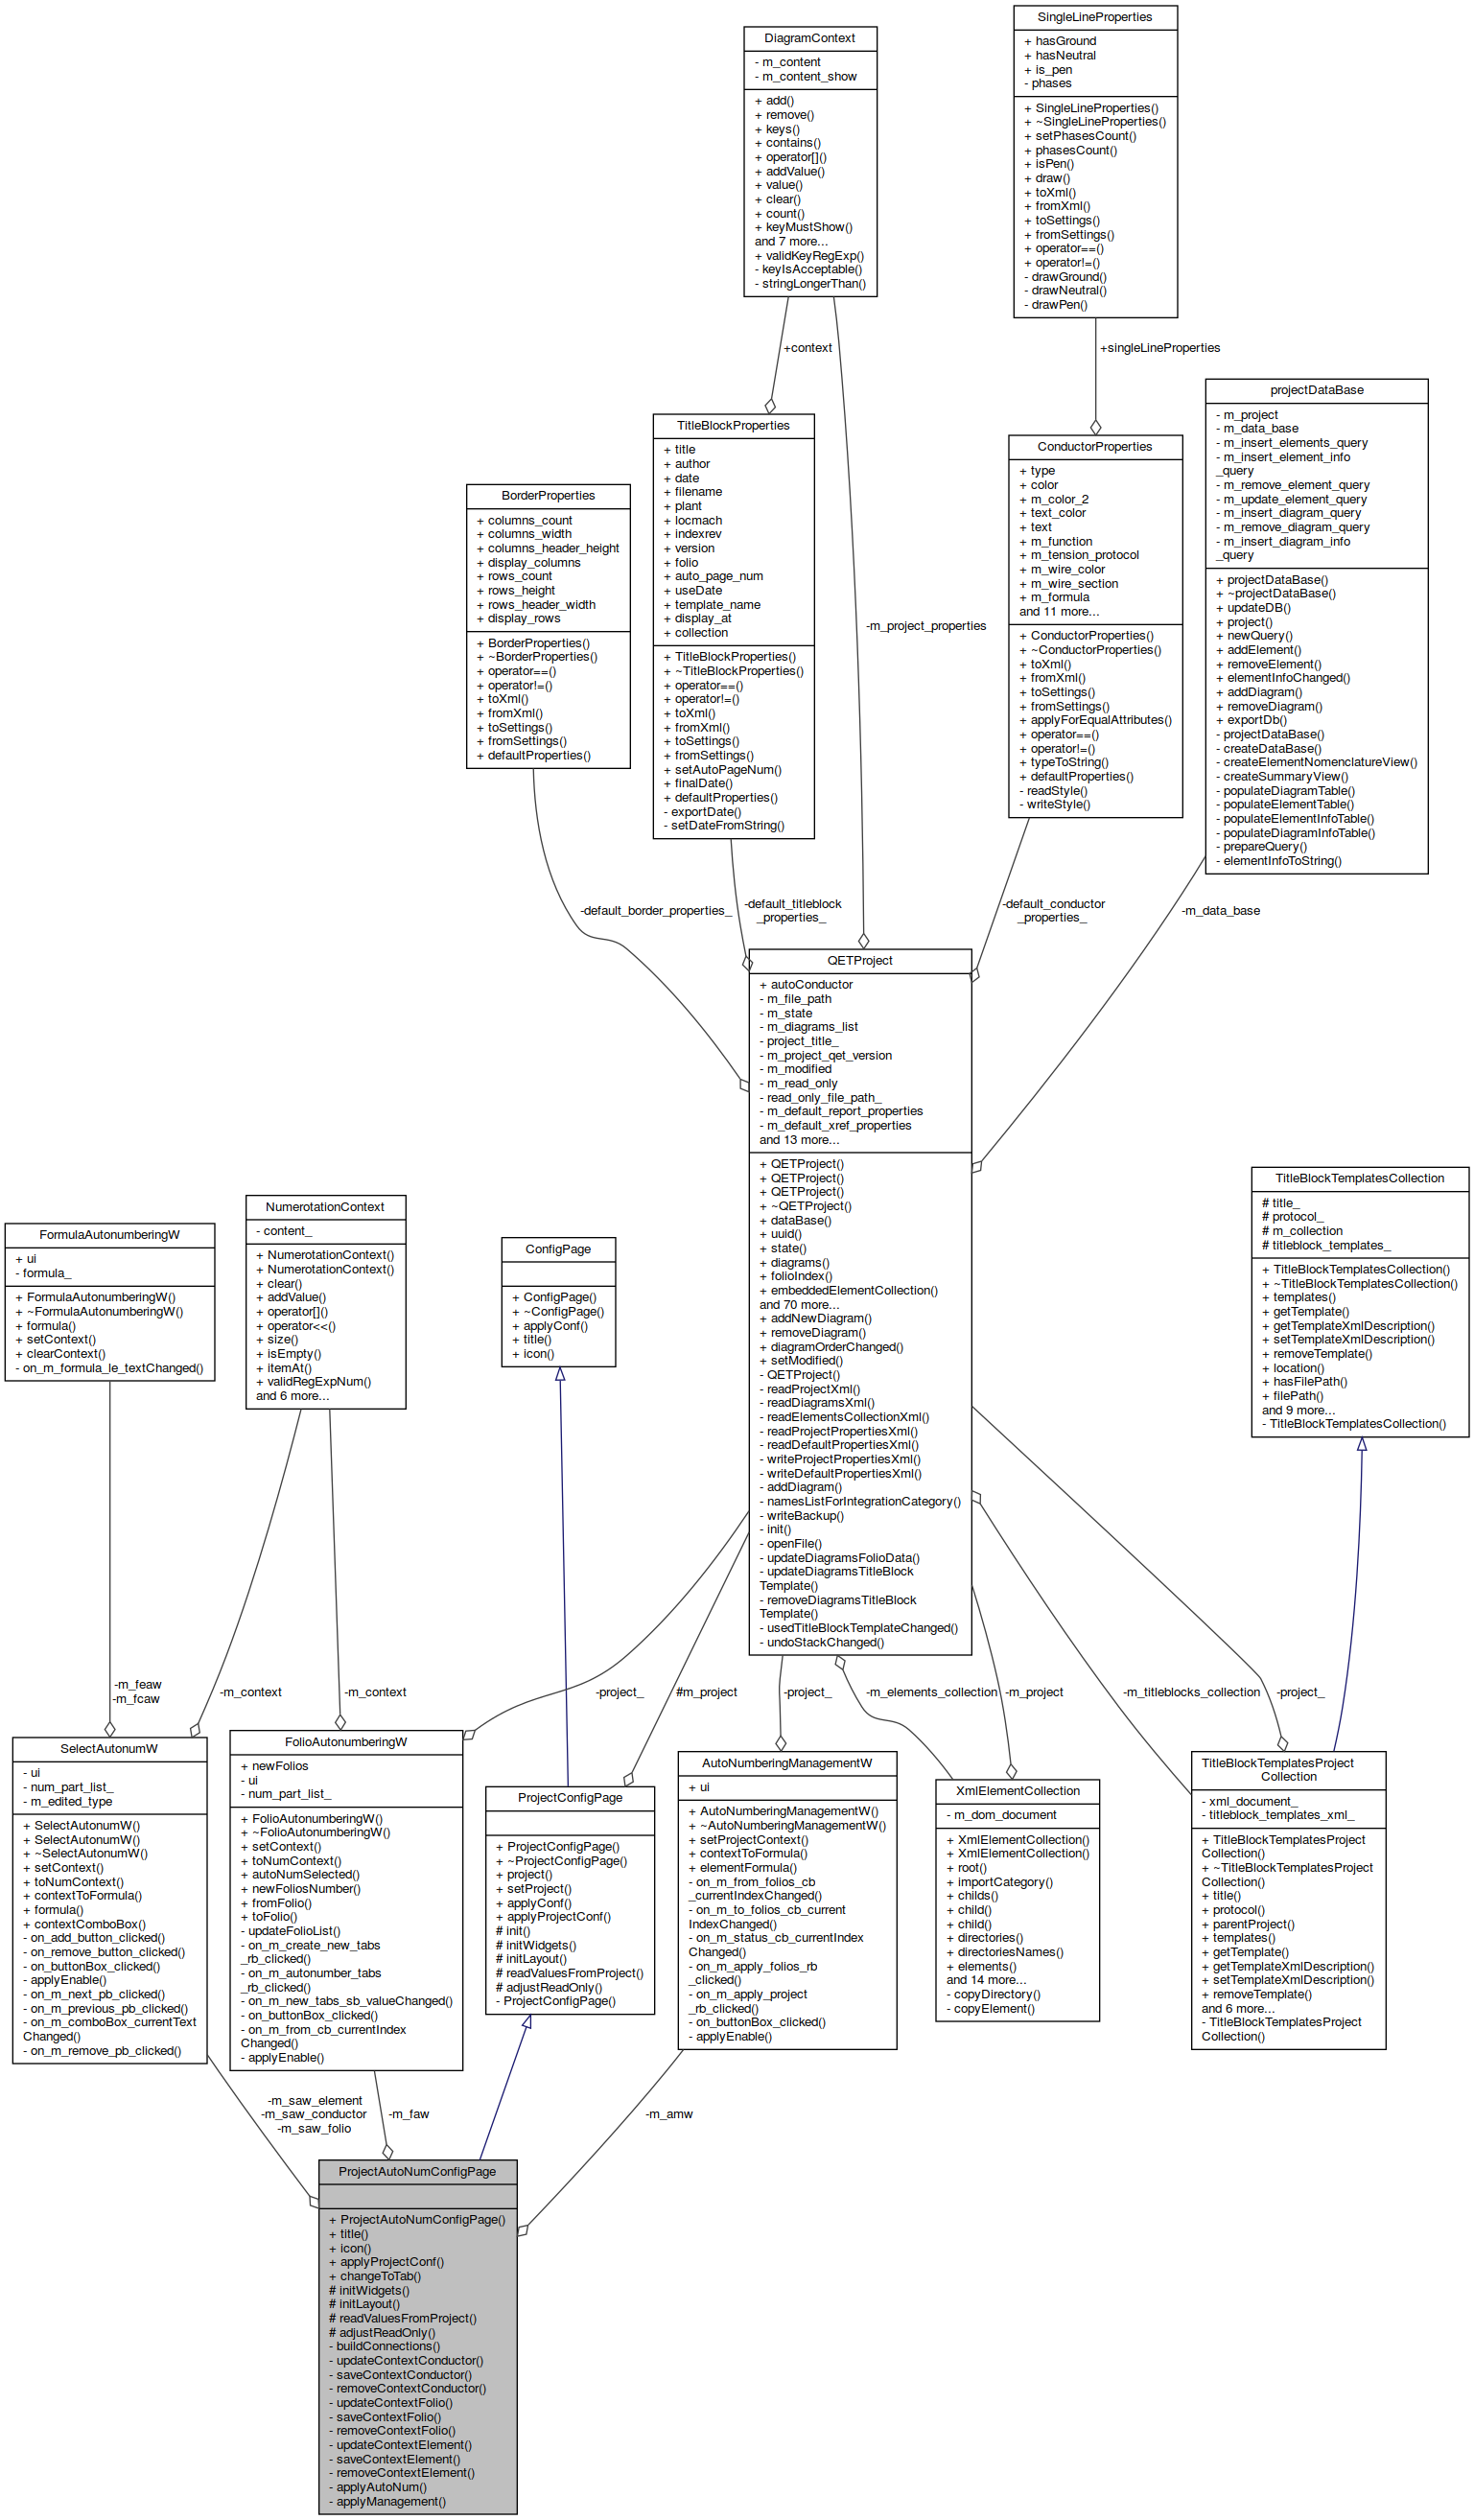 SingleLineProperties
+ hasGround
+ hasNeutral
+ is_pen
- phases
+ SingleLineProperties()
+ ~SingleLineProperties()
+ setPhasesCount()
+ phasesCount()
+ isPen()
+ draw()
+ toXml()
+ fromXml()
+ toSettings()
+ fromSettings()
+ operator==()
+ operator!=()
- drawGround()
- drawNeutral()
- drawPen()
DiagramContext
- m_content
- m_content_show
+ add()
+ remove()
+ keys()
+ contains()
+ operator[]()
+ addValue()
+ value()
+ clear()
+ count()
+ keyMustShow()
and 7 more...
+ validKeyRegExp()
- keyIsAcceptable()
- stringLongerThan()
+context
+singleLineProperties
projectDataBase
- m_project
- m_data_base
- m_insert_elements_query
- m_insert_element_info
_query
- m_remove_element_query
- m_update_element_query
- m_insert_diagram_query
- m_remove_diagram_query
- m_insert_diagram_info
_query
+ projectDataBase()
+ ~projectDataBase()
+ updateDB()
+ project()
+ newQuery()
+ addElement()
+ removeElement()
+ elementInfoChanged()
+ addDiagram()
+ removeDiagram()
+ exportDb()
- projectDataBase()
- createDataBase()
- createElementNomenclatureView()
- createSummaryView()
- populateDiagramTable()
- populateElementTable()
- populateElementInfoTable()
- populateDiagramInfoTable()
- prepareQuery()
- elementInfoToString()
TitleBlockProperties
+ title
+ author
+ date
+ filename
+ plant
+ locmach
+ indexrev
+ version
+ folio
+ auto_page_num
+ useDate
+ template_name
+ display_at
+ collection
+ TitleBlockProperties()
+ ~TitleBlockProperties()
+ operator==()
+ operator!=()
+ toXml()
+ fromXml()
+ toSettings()
+ fromSettings()
+ setAutoPageNum()
+ finalDate()
+ defaultProperties()
- exportDate()
- setDateFromString()
ConductorProperties
+ type
+ color
+ m_color_2
+ text_color
+ text
+ m_function
+ m_tension_protocol
+ m_wire_color
+ m_wire_section
+ m_formula
and 11 more...
+ ConductorProperties()
+ ~ConductorProperties()
+ toXml()
+ fromXml()
+ toSettings()
+ fromSettings()
+ applyForEqualAttributes()
+ operator==()
+ operator!=()
+ typeToString()
+ defaultProperties()
- readStyle()
- writeStyle()
BorderProperties
+ columns_count
+ columns_width
+ columns_header_height
+ display_columns
+ rows_count
+ rows_height
+ rows_header_width
+ display_rows
+ BorderProperties()
+ ~BorderProperties()
+ operator==()
+ operator!=()
+ toXml()
+ fromXml()
+ toSettings()
+ fromSettings()
+ defaultProperties()
-m_project_properties
-default_border_properties_
-default_titleblock
_properties_
-default_conductor
_properties_
-m_data_base
QETProject
+ autoConductor
- m_file_path
- m_state
- m_diagrams_list
- project_title_
- m_project_qet_version
- m_modified
- m_read_only
- read_only_file_path_
- m_default_report_properties
- m_default_xref_properties
and 13 more...
+ QETProject()
+ QETProject()
+ QETProject()
+ ~QETProject()
+ dataBase()
+ uuid()
+ state()
+ diagrams()
+ folioIndex()
+ embeddedElementCollection()
and 70 more...
+ addNewDiagram()
+ removeDiagram()
+ diagramOrderChanged()
+ setModified()
- QETProject()
- readProjectXml()
- readDiagramsXml()
- readElementsCollectionXml()
- readProjectPropertiesXml()
- readDefaultPropertiesXml()
- writeProjectPropertiesXml()
- writeDefaultPropertiesXml()
- addDiagram()
- namesListForIntegrationCategory()
- writeBackup()
- init()
- openFile()
- updateDiagramsFolioData()
- updateDiagramsTitleBlock
Template()
- removeDiagramsTitleBlock
Template()
- usedTitleBlockTemplateChanged()
- undoStackChanged()
TitleBlockTemplatesCollection
# title_
# protocol_
# m_collection
# titleblock_templates_
+ TitleBlockTemplatesCollection()
+ ~TitleBlockTemplatesCollection()
+ templates()
+ getTemplate()
+ getTemplateXmlDescription()
+ setTemplateXmlDescription()
+ removeTemplate()
+ location()
+ hasFilePath()
+ filePath()
and 9 more...
- TitleBlockTemplatesCollection()
NumerotationContext
- content_
+ NumerotationContext()
+ NumerotationContext()
+ clear()
+ addValue()
+ operator[]()
+ operator<<()
+ size()
+ isEmpty()
+ itemAt()
+ validRegExpNum()
and 6 more...
FormulaAutonumberingW
+ ui
- formula_
+ FormulaAutonumberingW()
+ ~FormulaAutonumberingW()
+ formula()
+ setContext()
+ clearContext()
- on_m_formula_le_textChanged()
ConfigPage
+ ConfigPage()
+ ~ConfigPage()
+ applyConf()
+ title()
+ icon()
-m_feaw
-m_fcaw
-m_context
-m_context
-project_
#m_project
-project_
-m_elements_collection
-m_project
-m_titleblocks_collection
-project_
SelectAutonumW
- ui
- num_part_list_
- m_edited_type
+ SelectAutonumW()
+ SelectAutonumW()
+ ~SelectAutonumW()
+ setContext()
+ toNumContext()
+ contextToFormula()
+ formula()
+ contextComboBox()
- on_add_button_clicked()
- on_remove_button_clicked()
- on_buttonBox_clicked()
- applyEnable()
- on_m_next_pb_clicked()
- on_m_previous_pb_clicked()
- on_m_comboBox_currentText
Changed()
- on_m_remove_pb_clicked()
FolioAutonumberingW
+ newFolios
- ui
- num_part_list_
+ FolioAutonumberingW()
+ ~FolioAutonumberingW()
+ setContext()
+ toNumContext()
+ autoNumSelected()
+ newFoliosNumber()
+ fromFolio()
+ toFolio()
- updateFolioList()
- on_m_create_new_tabs
_rb_clicked()
- on_m_autonumber_tabs
_rb_clicked()
- on_m_new_tabs_sb_valueChanged()
- on_buttonBox_clicked()
- on_m_from_cb_currentIndex
Changed()
- applyEnable()
ProjectConfigPage
+ ProjectConfigPage()
+ ~ProjectConfigPage()
+ project()
+ setProject()
+ applyConf()
+ applyProjectConf()
# init()
# initWidgets()
# initLayout()
# readValuesFromProject()
# adjustReadOnly()
- ProjectConfigPage()
AutoNumberingManagementW
+ ui
+ AutoNumberingManagementW()
+ ~AutoNumberingManagementW()
+ setProjectContext()
+ contextToFormula()
+ elementFormula()
- on_m_from_folios_cb
_currentIndexChanged()
- on_m_to_folios_cb_current
IndexChanged()
- on_m_status_cb_currentIndex
Changed()
- on_m_apply_folios_rb
_clicked()
- on_m_apply_project
_rb_clicked()
- on_buttonBox_clicked()
- applyEnable()
XmlElementCollection
- m_dom_document
+ XmlElementCollection()
+ XmlElementCollection()
+ root()
+ importCategory()
+ childs()
+ child()
+ child()
+ directories()
+ directoriesNames()
+ elements()
and 14 more...
- copyDirectory()
- copyElement()
TitleBlockTemplatesProject
Collection
- xml_document_
- titleblock_templates_xml_
+ TitleBlockTemplatesProject
Collection()
+ ~TitleBlockTemplatesProject
Collection()
+ title()
+ protocol()
+ parentProject()
+ templates()
+ getTemplate()
+ getTemplateXmlDescription()
+ setTemplateXmlDescription()
+ removeTemplate()
and 6 more...
- TitleBlockTemplatesProject
Collection()
-m_saw_element
-m_saw_conductor
-m_saw_folio
-m_faw
-m_amw
ProjectAutoNumConfigPage
+ ProjectAutoNumConfigPage()
+ title()
+ icon()
+ applyProjectConf()
+ changeToTab()
# initWidgets()
# initLayout()
# readValuesFromProject()
# adjustReadOnly()
- buildConnections()
- updateContextConductor()
- saveContextConductor()
- removeContextConductor()
- updateContextFolio()
- saveContextFolio()
- removeContextFolio()
- updateContextElement()
- saveContextElement()
- removeContextElement()
- applyAutoNum()
- applyManagement()